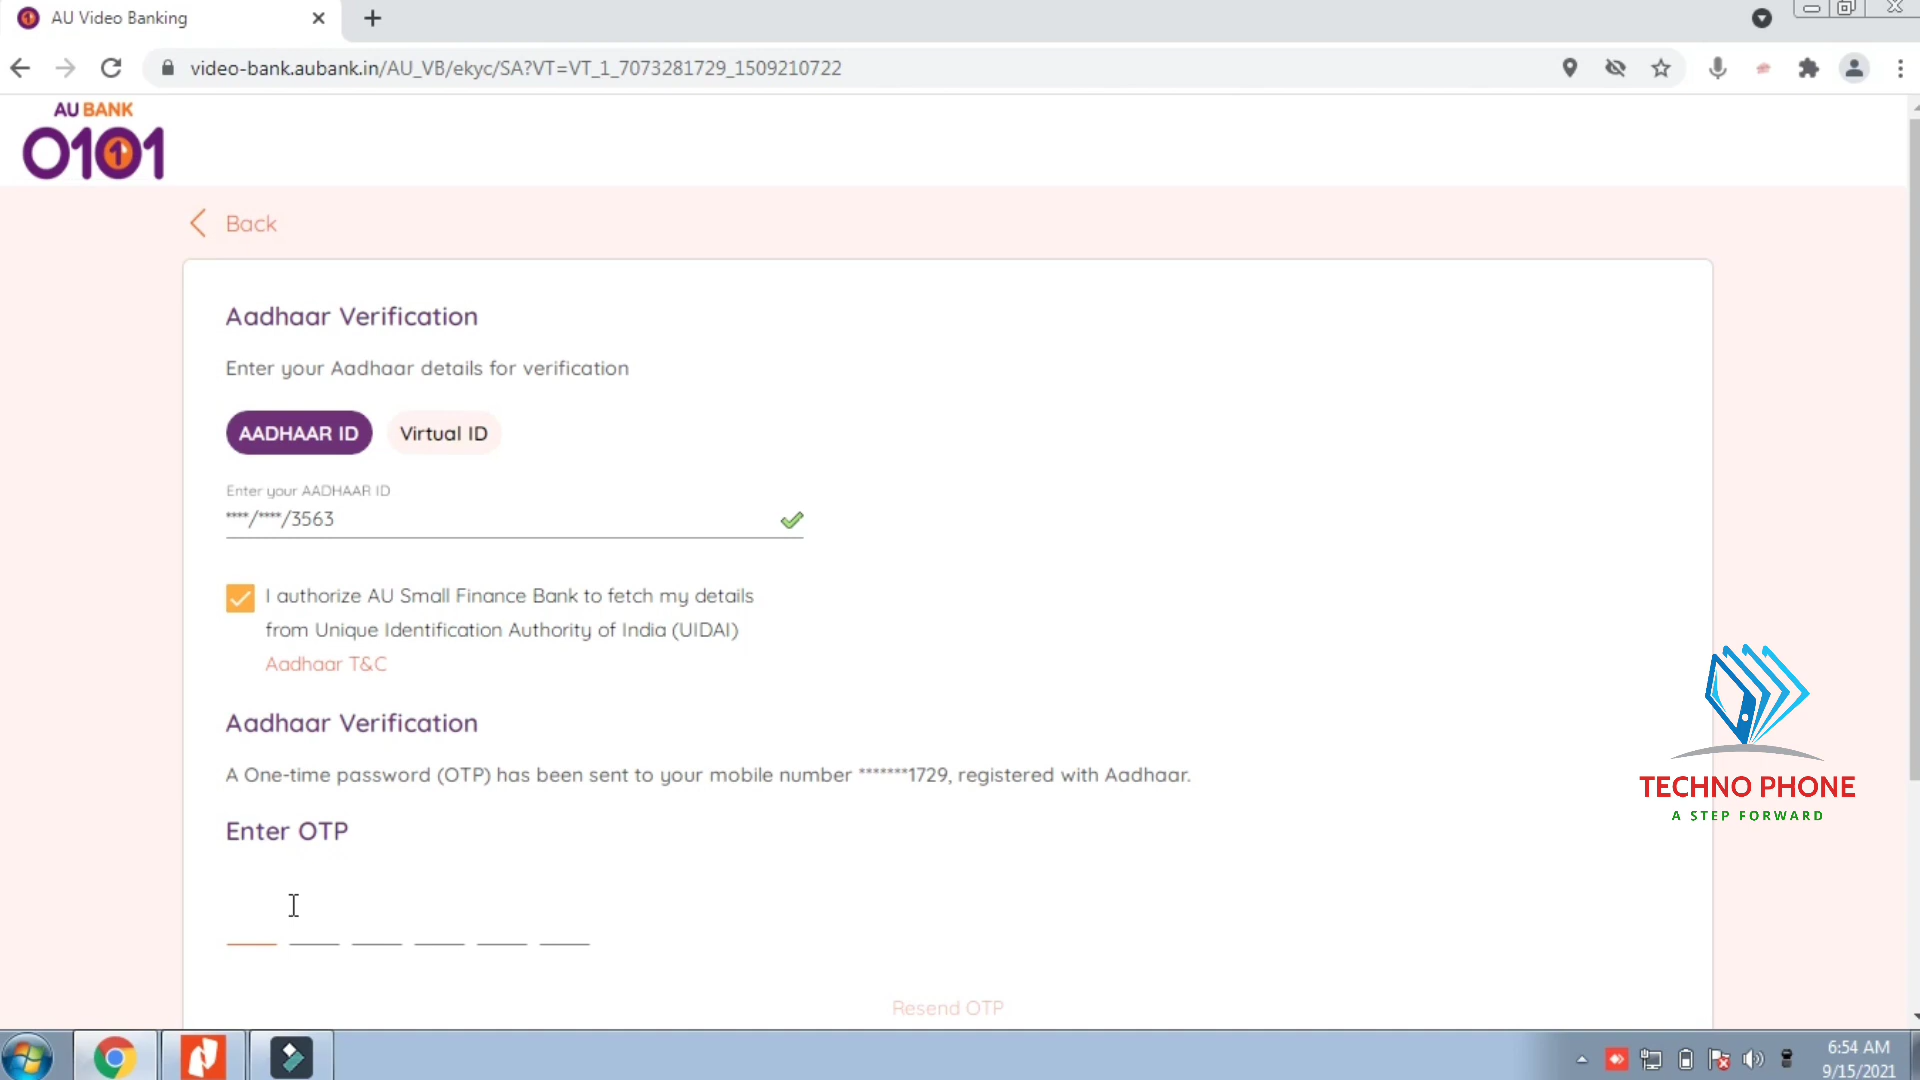 AU Video Banking
video-bank.aubank.in/AU_VB/ekyc/SA?VT=VT_1_7073281729_1509210722
AU BANK
0101
Back
Aadhaar Verification
Enter your Aadhaar details for verification
AADHAAR ID Virtual ID
Enter your AADHAAR ID
****/****/3563
I authorize AU Small Finance Bank to fetch my details
from Unique Identification Authority of India (UIDAI)
Aadhaar T&C
Aadhaar Verification
A One-time password (OTP) has been sent to your mobile number *******1729, registered with Aadhaar.
Enter OTP
Resend OTP
TECHNO PHONE
A STEP FORWARD
6:54 AM
9/15/2021